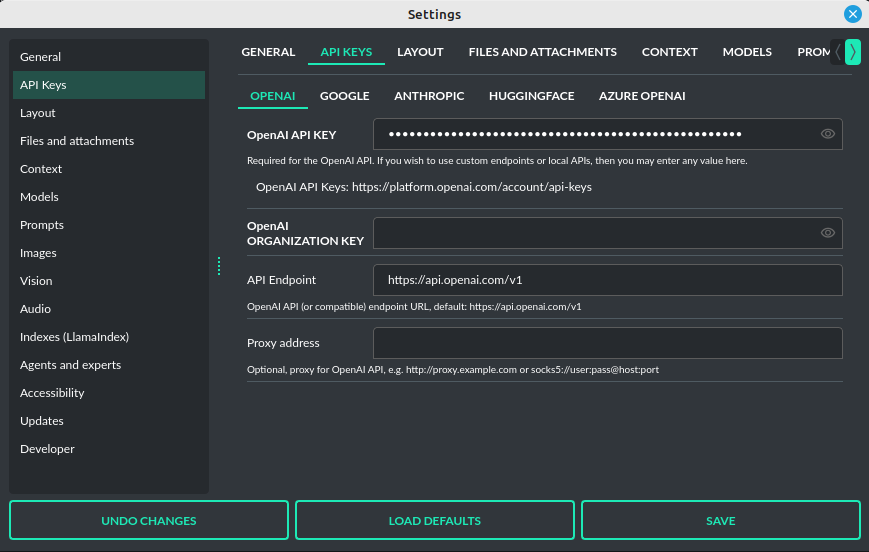 Settings
General
API Keys
Layout
Files and attachments
Context
Models
Prompts
Images
Vision
Audio
Indexes (LlamaIndex)
Agents and experts
Accessibility
Updates
Developer
GENERAL API KEYS LAYOUT FILES AND ATTACHMENTS CONTEXT MODELS
OPENAI GOOGLE ANTHROPIC HUGGINGFACE AZURE OPENAI
OpenAI API KEY
Required for the OpenAI API. If you wish to use custom endpoints or local APIs, then you may enter any value here.
OpenAI API Keys: https://platform.openai.com/account/api-keys
OpenAI
ORGANIZATION KEY
API Endpoint https://api.openai.com/v1
OpenAI API (or compatible) endpoint URL, default: https://api.openai.com/v1
Proxy address
Optional, proxy for OpenAI API, e.g. http://proxy.example.com or socks5://user:pass@host:port
UNDO CHANGES LOAD DEFAULTS SAVE